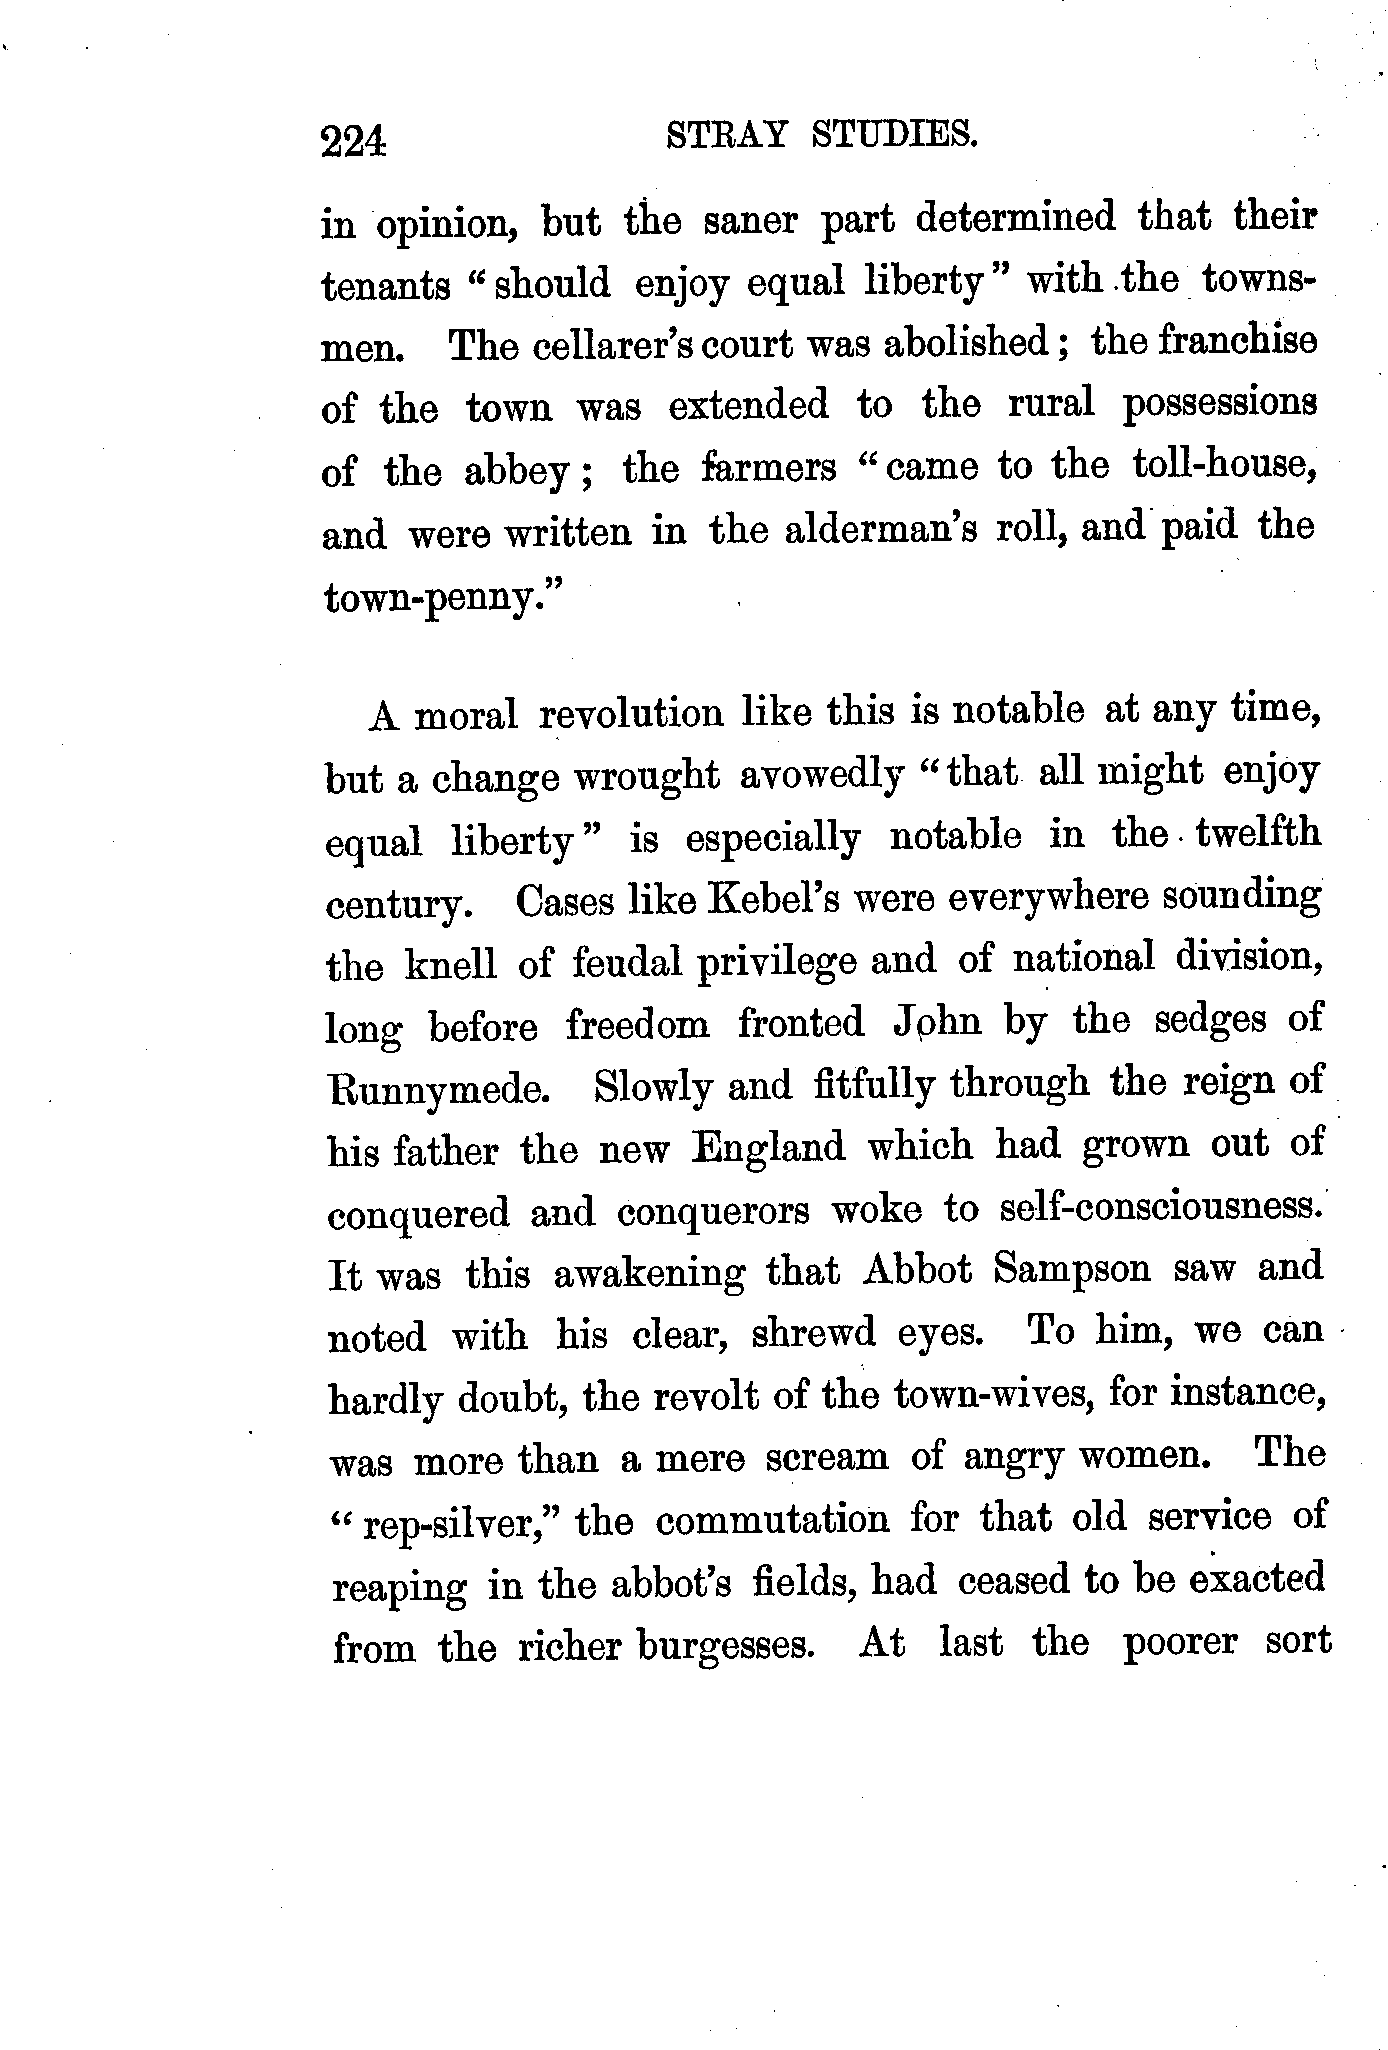 224 STRAY STUDIES.
in opinion, but the saner part determined that their
tenants “should enjoy equal liberty” with the towns-
men. The cellarer’s court was abolished; the franchise
of the town was extended to the rural possessions
of the abbey; the farmers “came to the toll-house,
and were written in the alderman’s roll, and paid the
town-penny.”
A moral revolution like this is notable at any time,
but a change wrought avowedly “that all might enjoy
equal liberty” is especially notable in the twelfth
century. Cases like Kebel’s were everywhere sounding
the knell of feudal privilege and of national division,
long before freedom fronted John by the sedges of
Runnymede. Slowly and fitfully through the reign of
his father the new England which had grown out of
conquered and conquerors woke to self-consciousness.
It was this awakening that Abbot Sampson saw and
noted with his clear, shrewd eyes. To him, we can
hardly doubt, the revolt of the town-wives, for instance,
was more than a mere scream of angry women. The
“rep-silver,” the commutation for that old service of
reaping in the abbot’s fields, had ceased to be exacted
from the richer burgesses. At last the poorer sort